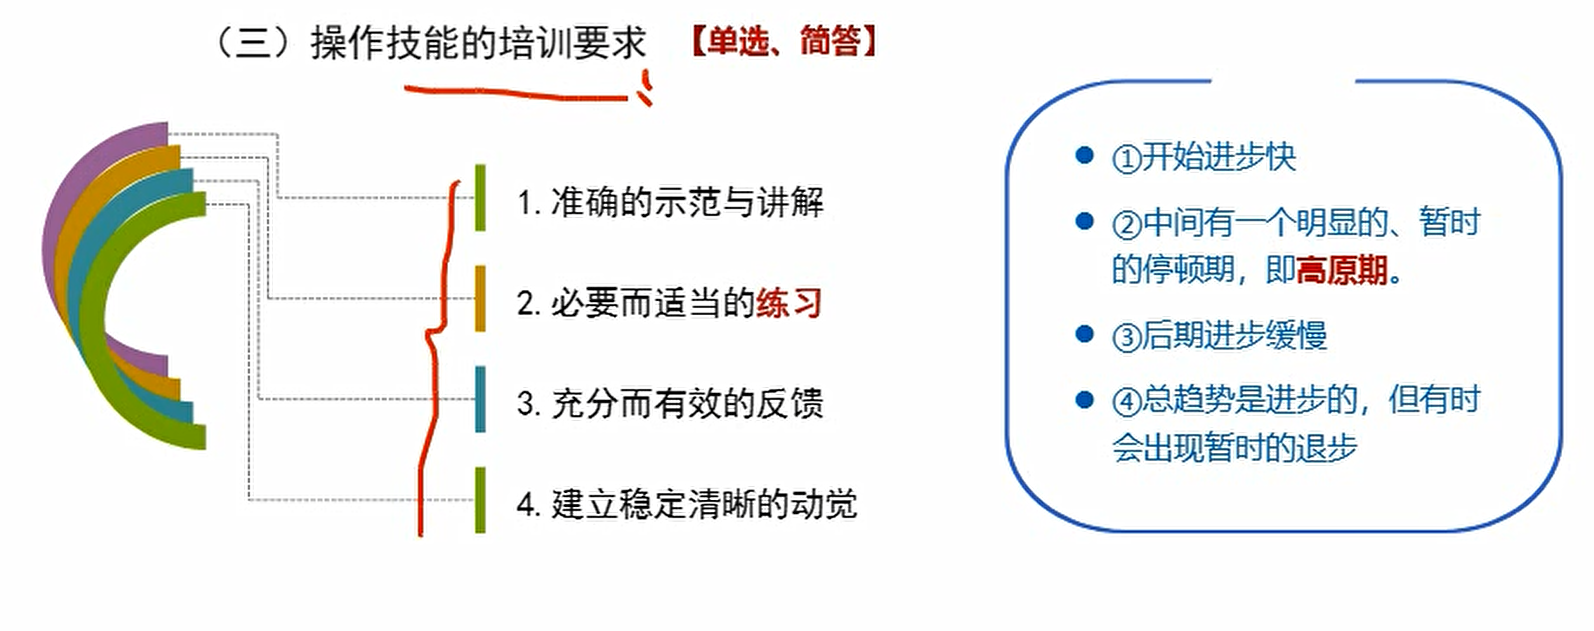 （三）操作技能的培训要求 【单选、简答】
1. 准确的示范与讲解
2. 必要而适当的练习
3. 充分而有效的反馈
4. 建立稳定清晰的动觉
①开始进步快
②中间有一个明显的、暂时
的停顿期，即高原期。
③后期进步缓慢
④总趋势是进步的，但有时
会出现暂时的退步